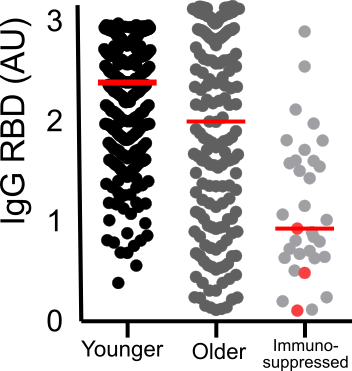 IgG RBD (AU)
3
2
1
0
Younger
Older
Immuno-
suppressed